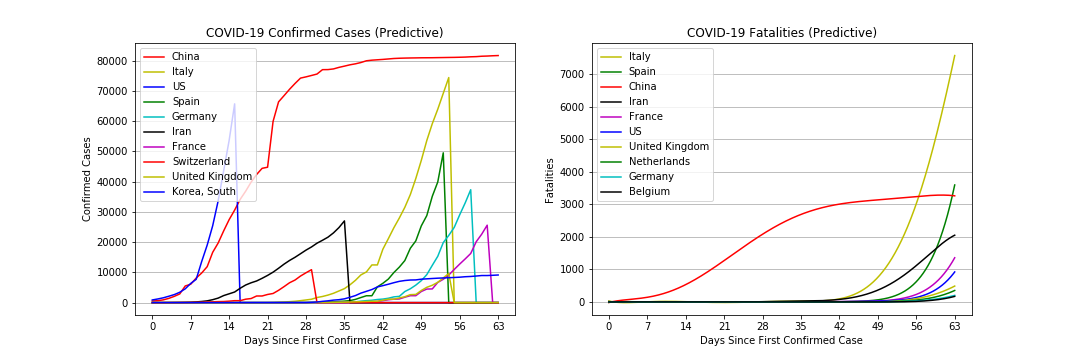 COVID-19 Confirmed Cases (Predictive)
Confirmed Cases
80000
70000
60000
50000
40000
30000
20000
10000
0
China
Italy
US
Spain
Germany
Iran
France
Switzerland
United Kingdom
Korea, South
0 7 14 21 28 35 42 49 56 63
Days Since First Confirmed Case
COVID-19 Fatalities (Predictive)
Fatalities
7000
6000
5000
4000
3000
2000
1000
0
Italy
Spain
China
Iran
France
US
United Kingdom
Netherlands
Germany
Belgium
0 7 14 21 28 35 42 49 56 63
Days Since First Confirmed Case